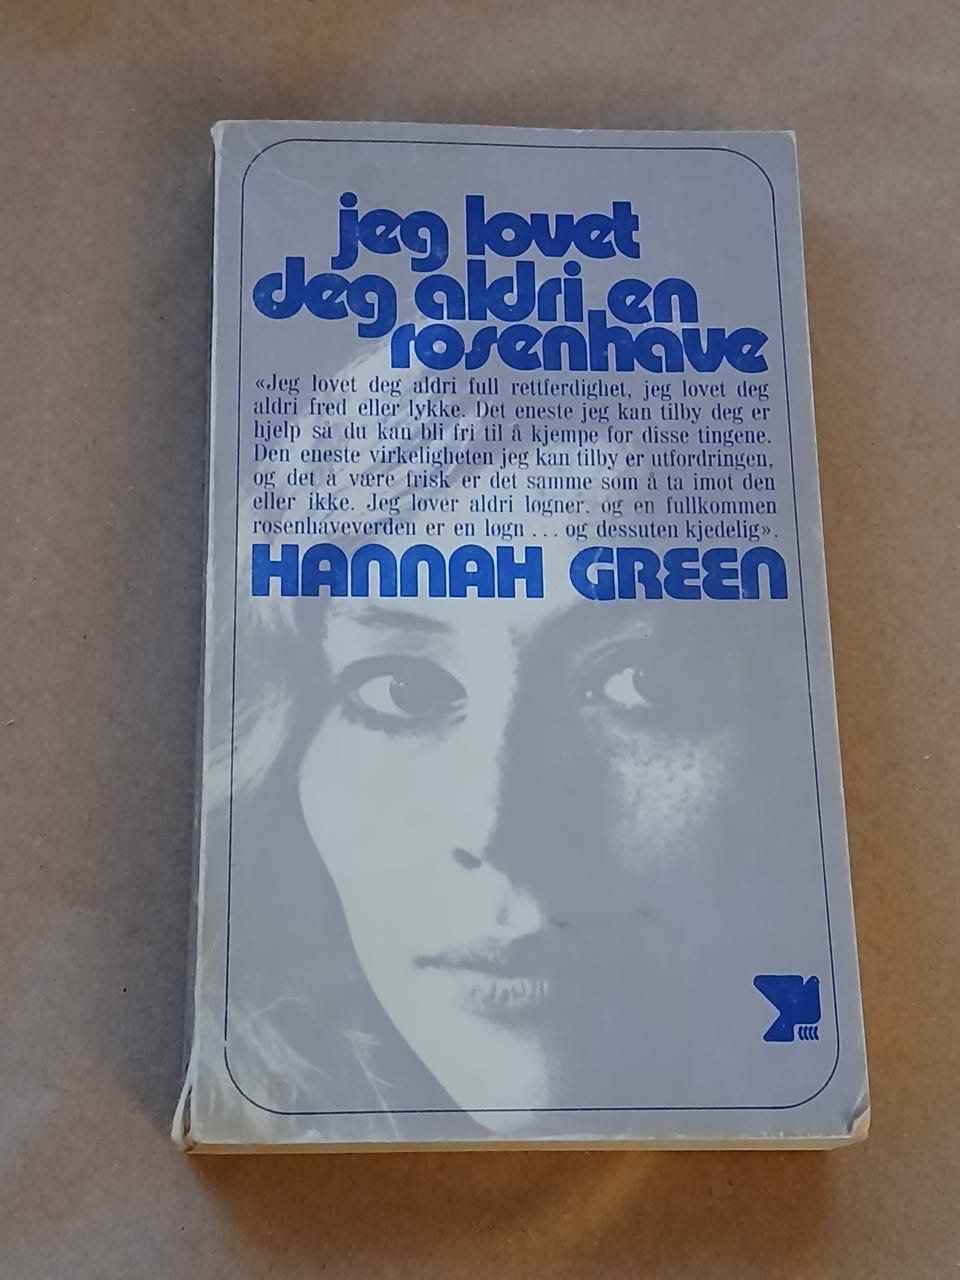 jeg lovet
deg aldri en
rosenhave
«Jeg lovet deg aldri full rettferdighet, jeg lovet deg
aldri fred eller lykke. Det eneste jeg kan tilby deg er
hjelp så du kan bli fri til å kjempe for disse tingene.
Den eneste virkeligheten jeg kan tilby er utfordringen,
og det å være frisk er det samme som å ta imot den
eller ikke. Jeg lover aldri løgner, og en fullkommen
rosenhaveverden er en løgn ... og dessuten kjedelig».
HANNAH GREEN